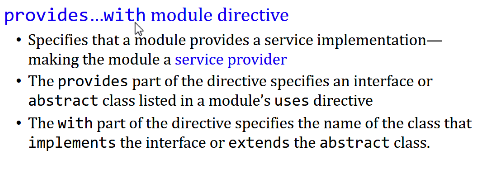 provides…with module directive
• Specifies that a module provides a service implementation—
making the module a service provider
• The provides part of the directive specifies an interface or
abstract class listed in a module's uses directive
• The with part of the directive specifies the name of the class that
implements the interface or extends the abstract class.